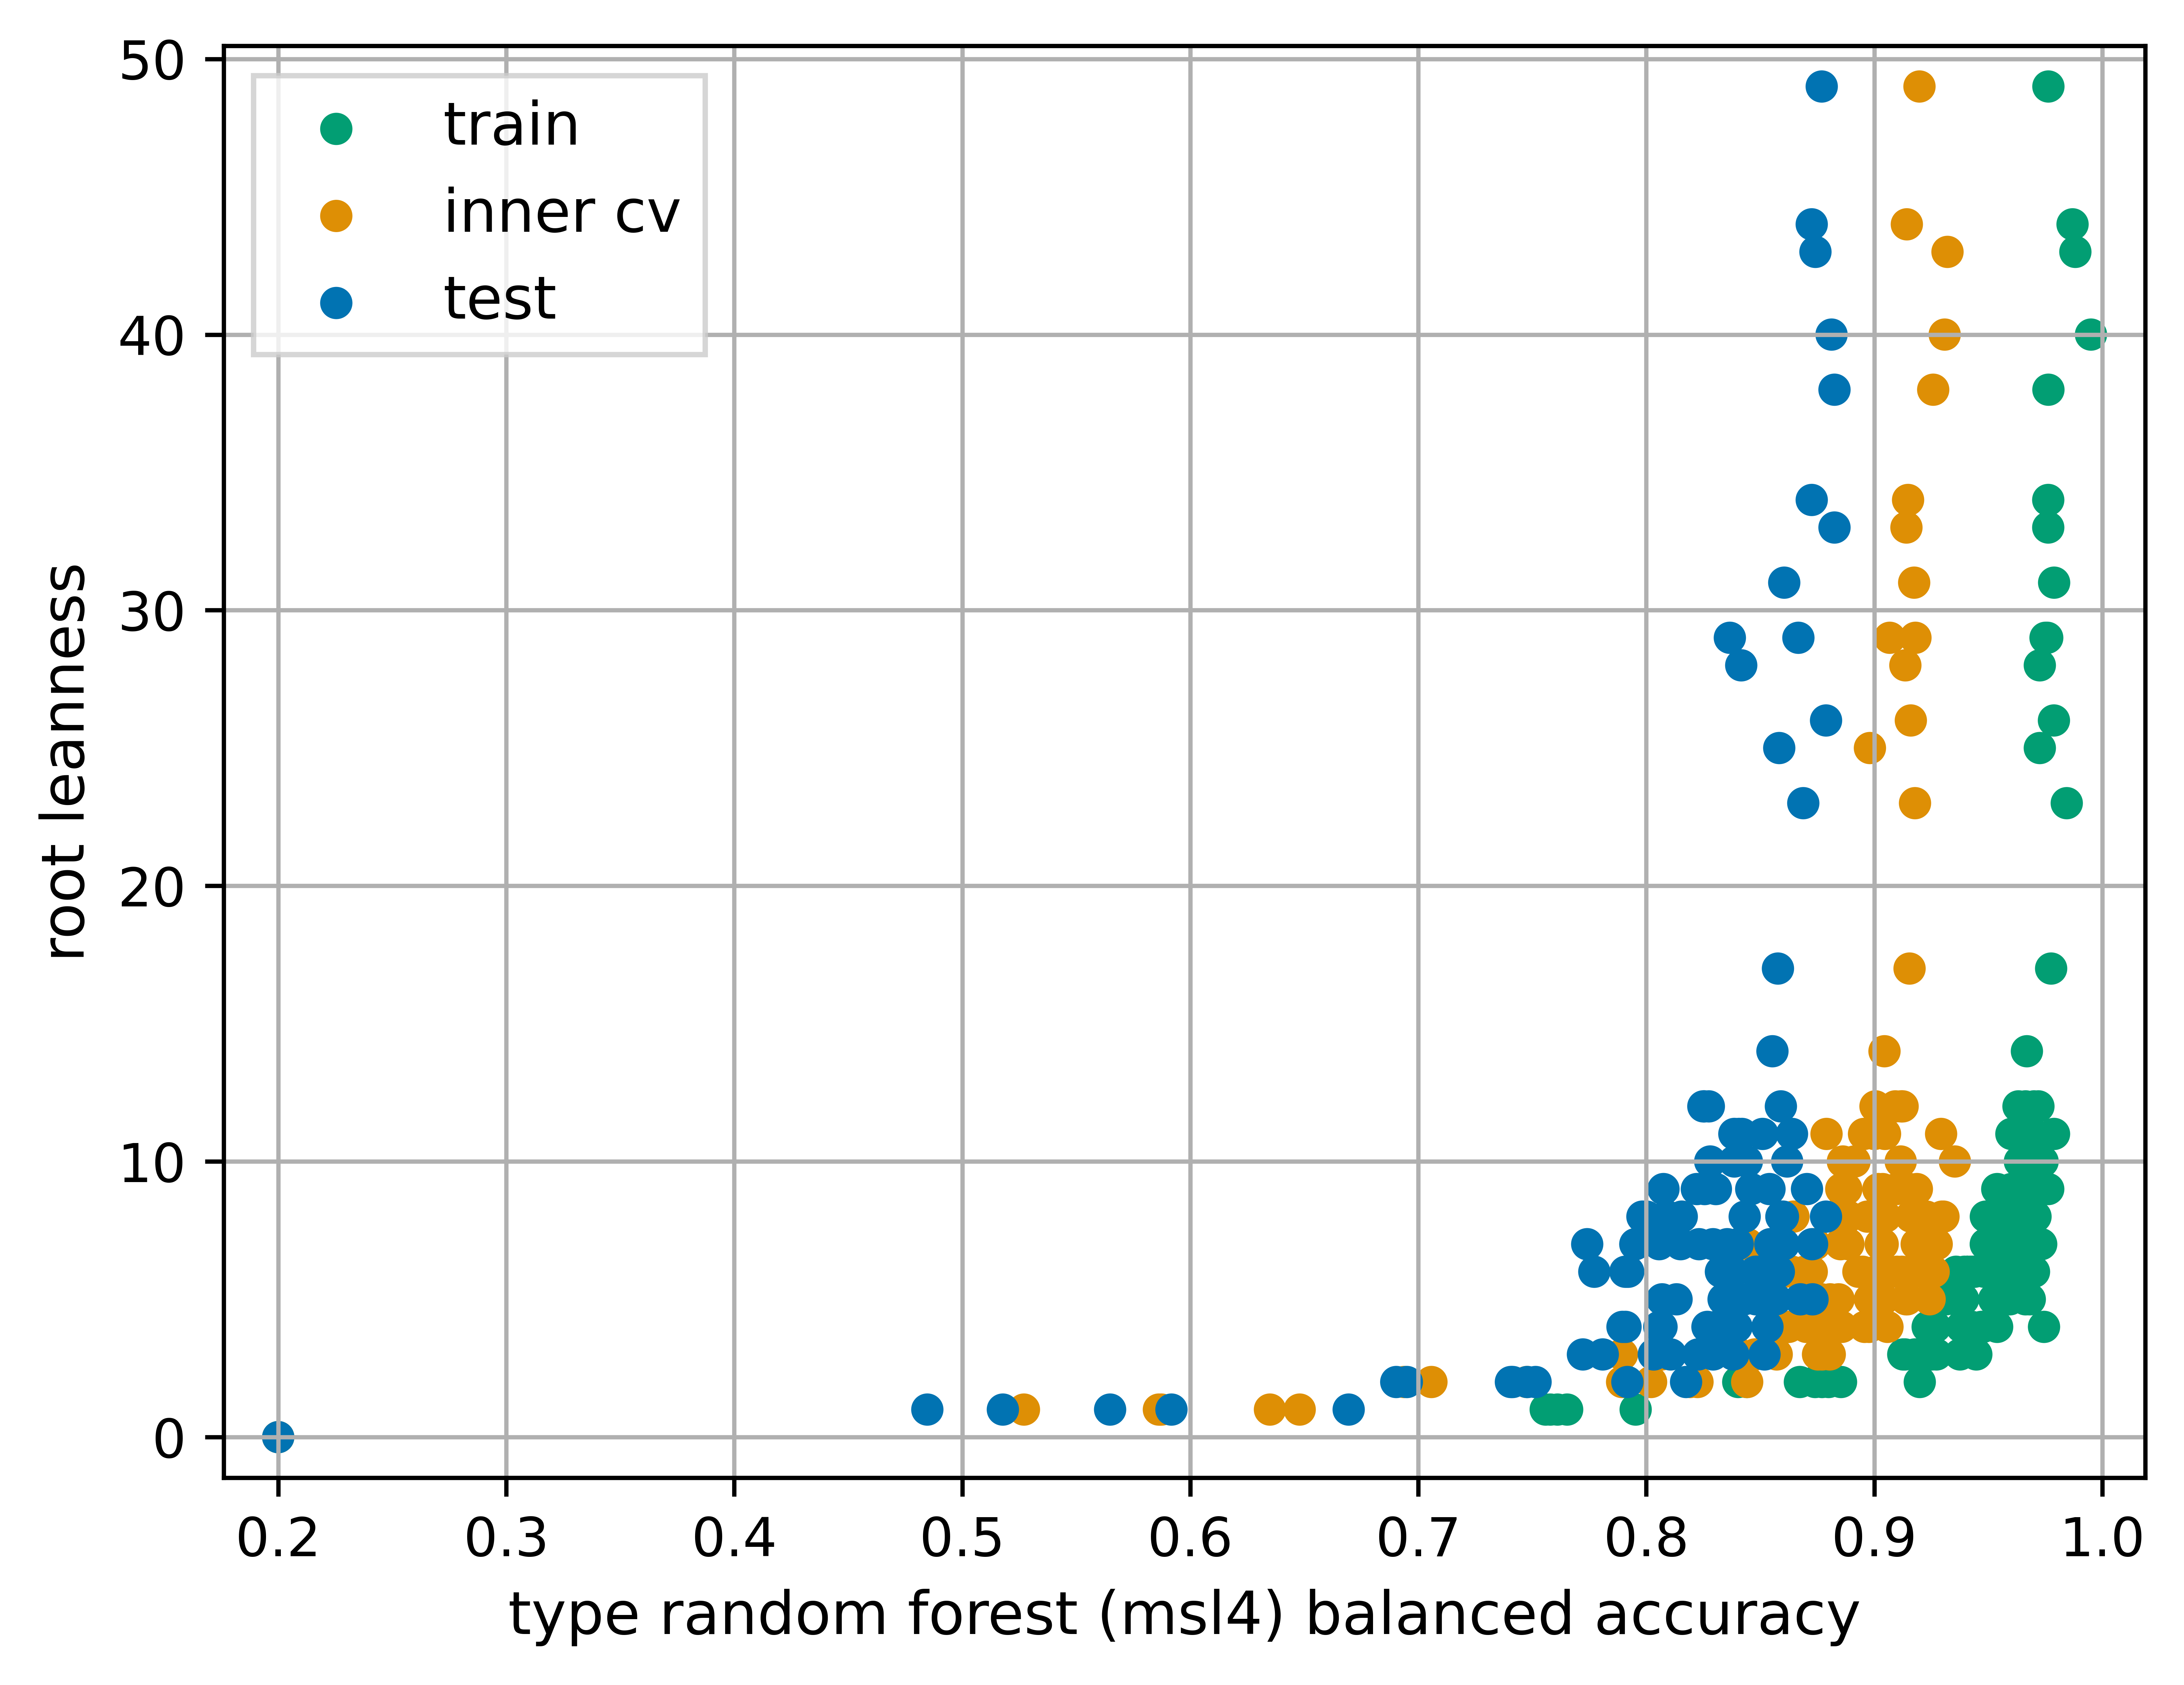 50
40
30
20
10
0
root leanness
train
inner cv
test
0.2 0.3 0.4 0.5 0.6 0.7 0.8 0.9 1.0
type random forest (msl4) balanced accuracy